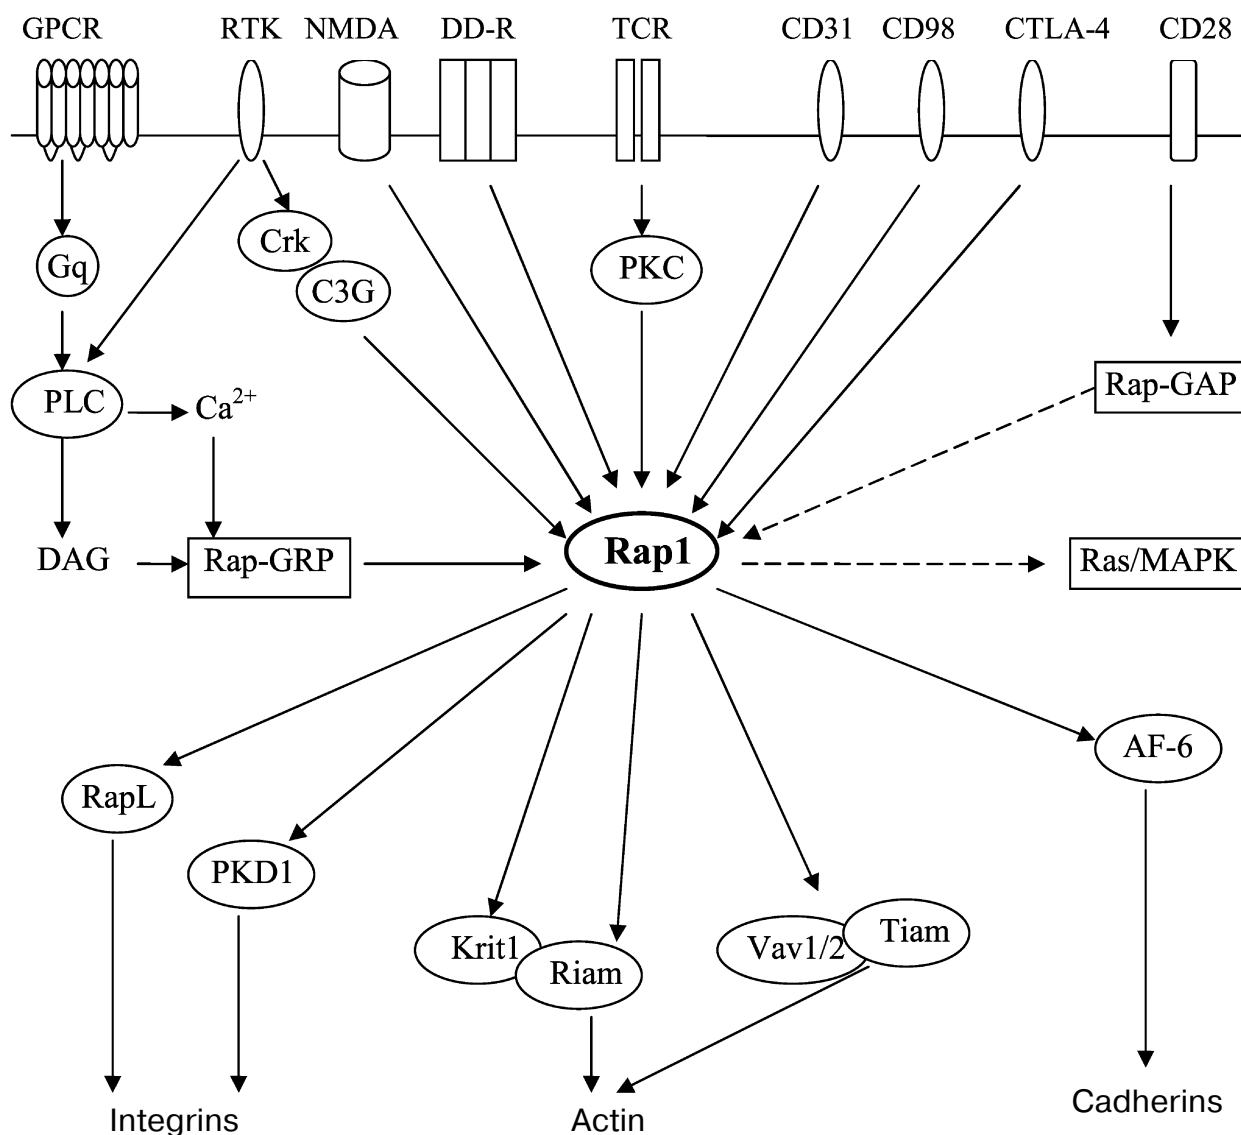 GPCR RTK NMDA DD-R TCR CD31 CD98 CTLA-4 CD28
Crk
Gq
PKC
C3G
PLC
Ca²⁺
Rap-GAP
DAG
Rap-GRP
Rap1
Ras/MAPK
AF-6
RapL
PKD1
Krit1
Riam
Vav1/2
Tiam
Integrins
Actin
Cadherins